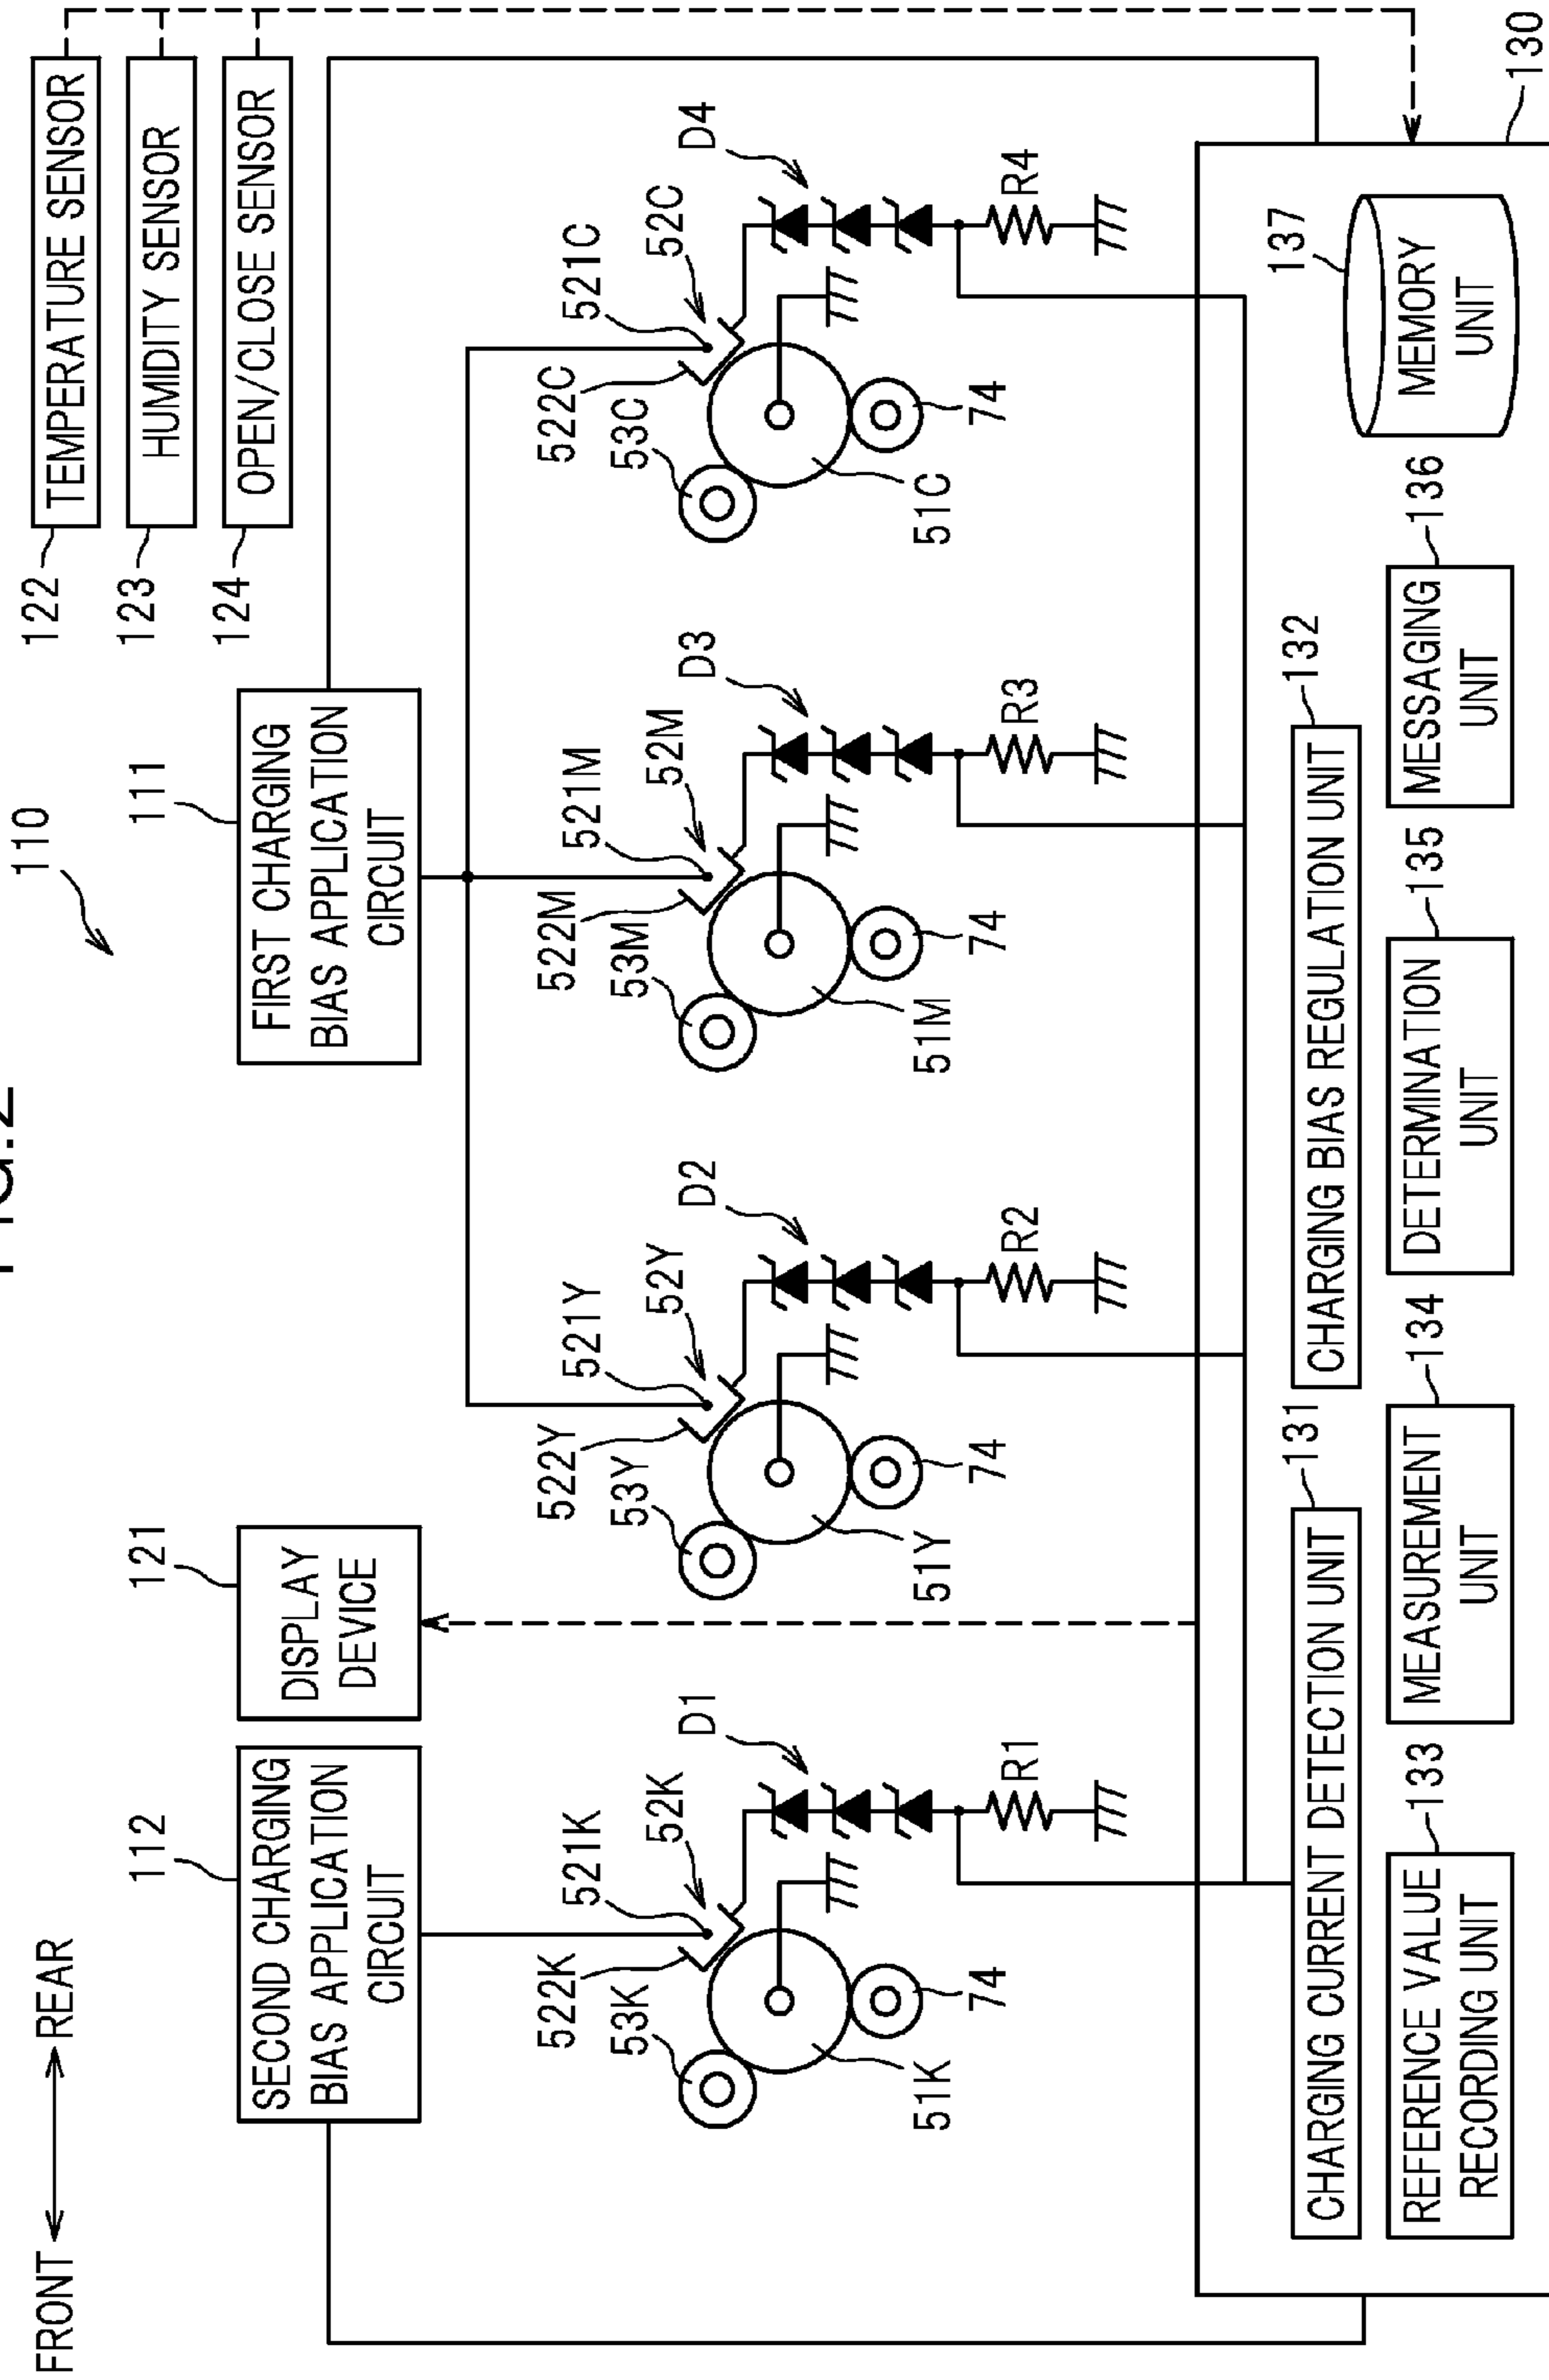 FIG.2
FRONT
REAR
110
112
SECOND CHARGING
BIAS APPLICATION
CIRCUIT
121
DISPLAY
DEVICE
111
FIRST CHARGING
BIAS APPLICATION
CIRCUIT
122
TEMPERATURE SENSOR
123
HUMIDITY SENSOR
124
OPEN/CLOSE SENSOR
522K
53K
521K
52K
D1
51K
74
R1
522Y
53Y
521Y
52Y
D2
51Y
74
R2
522M
53M
521M
52M
D3
51M
74
R3
522C
53C
521C
52C
D4
51C
74
R4
CHARGING CURRENT DETECTION UNIT
131
CHARGING BIAS REGULATION UNIT
132
REFERENCE VALUE
RECORDING UNIT
133
MEASUREMENT
UNIT
134
DETERMINATION
UNIT
135
MESSAGING
UNIT
136
MEMORY
UNIT
137
130